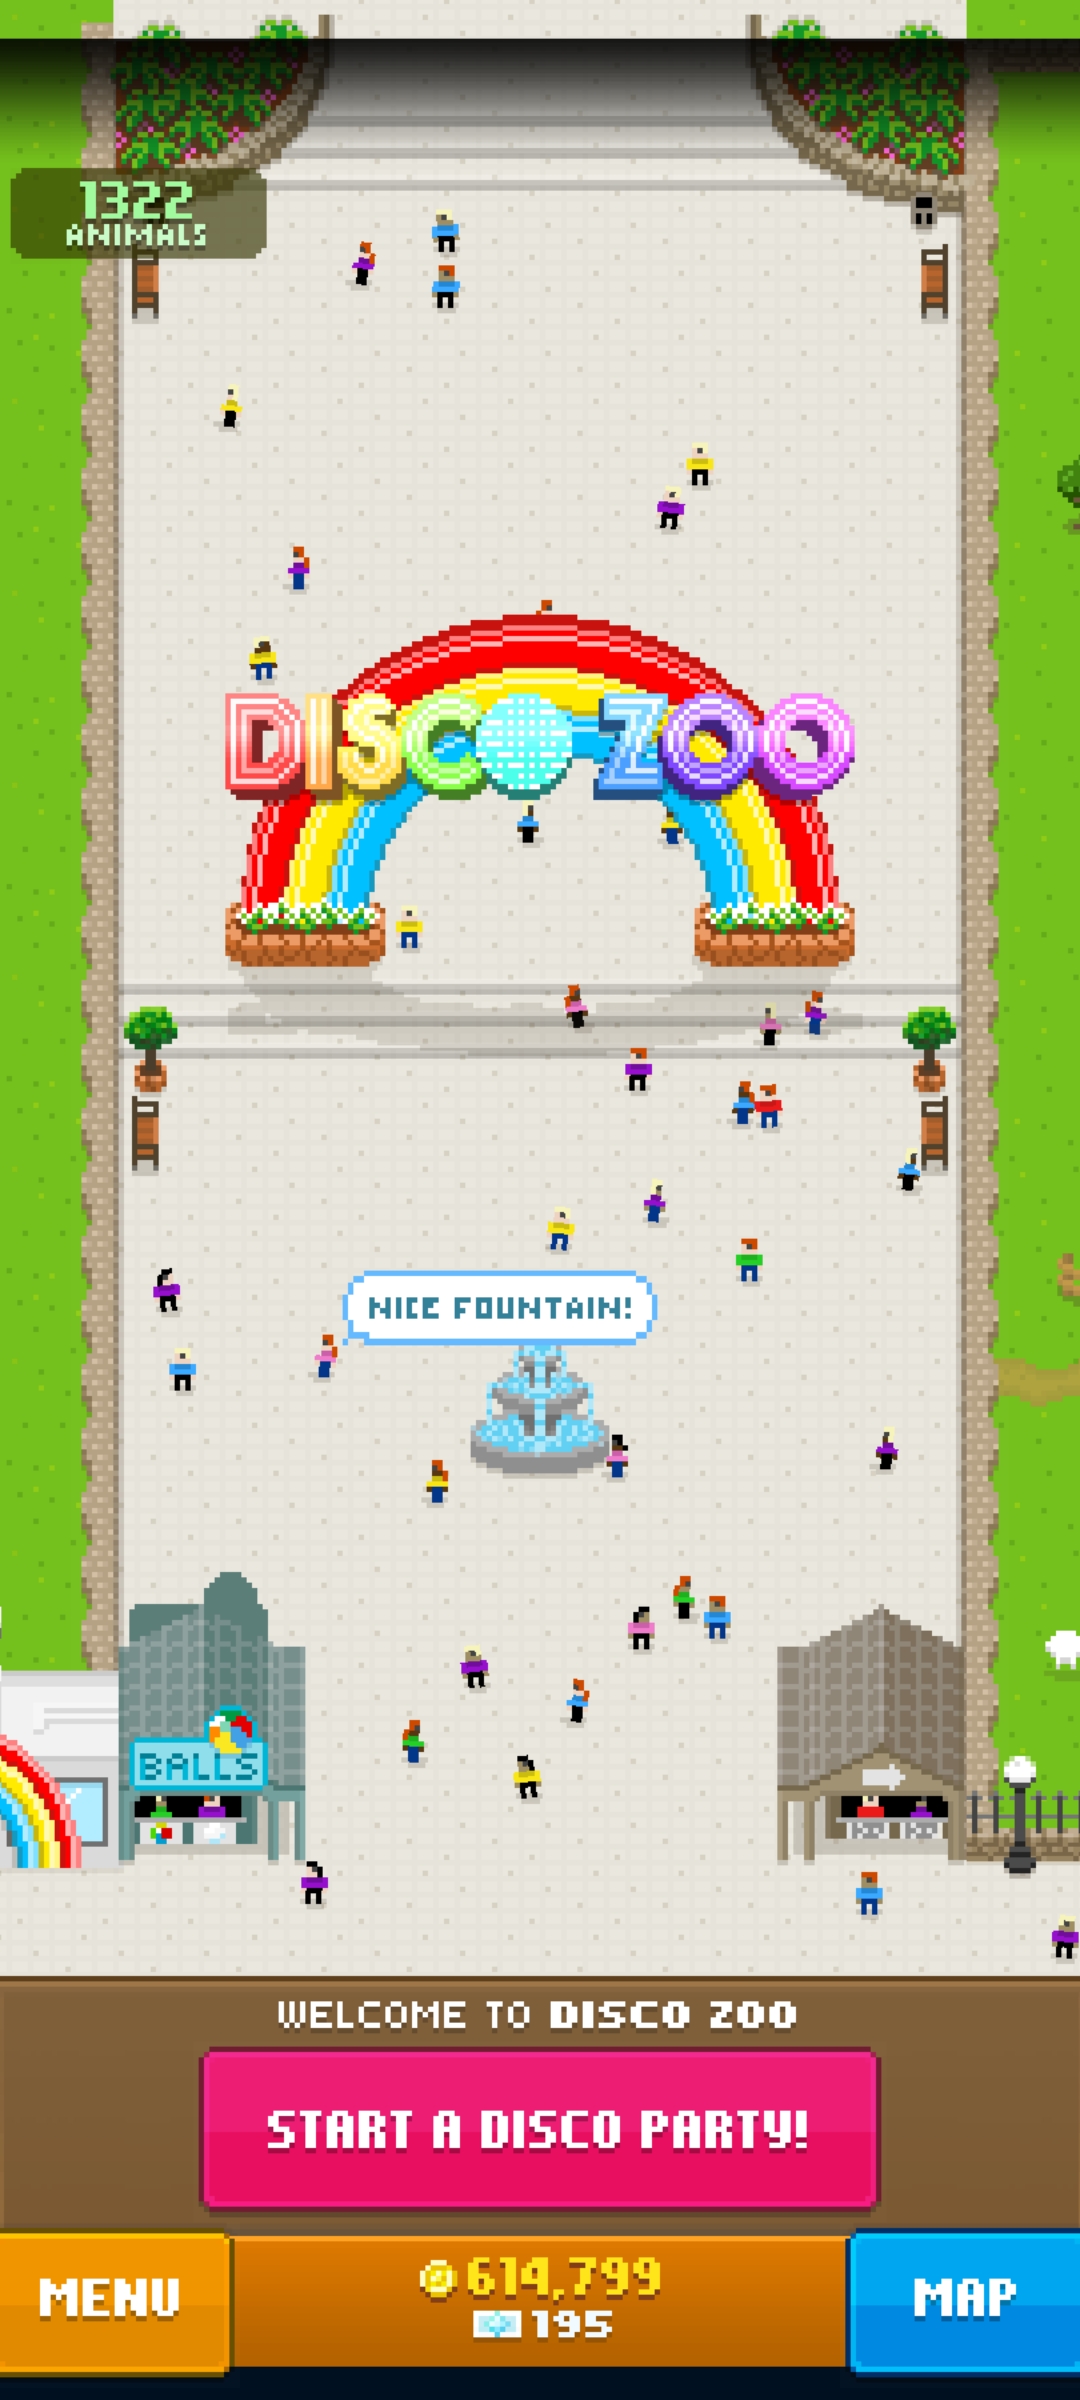 1322
ANIMALS
DISCO ZOO
NICE FOUNTAIN!
BALLS
WELCOME TO DISCO ZOO
START A DISCO PARTY!
MENU
614,799
195
MAP